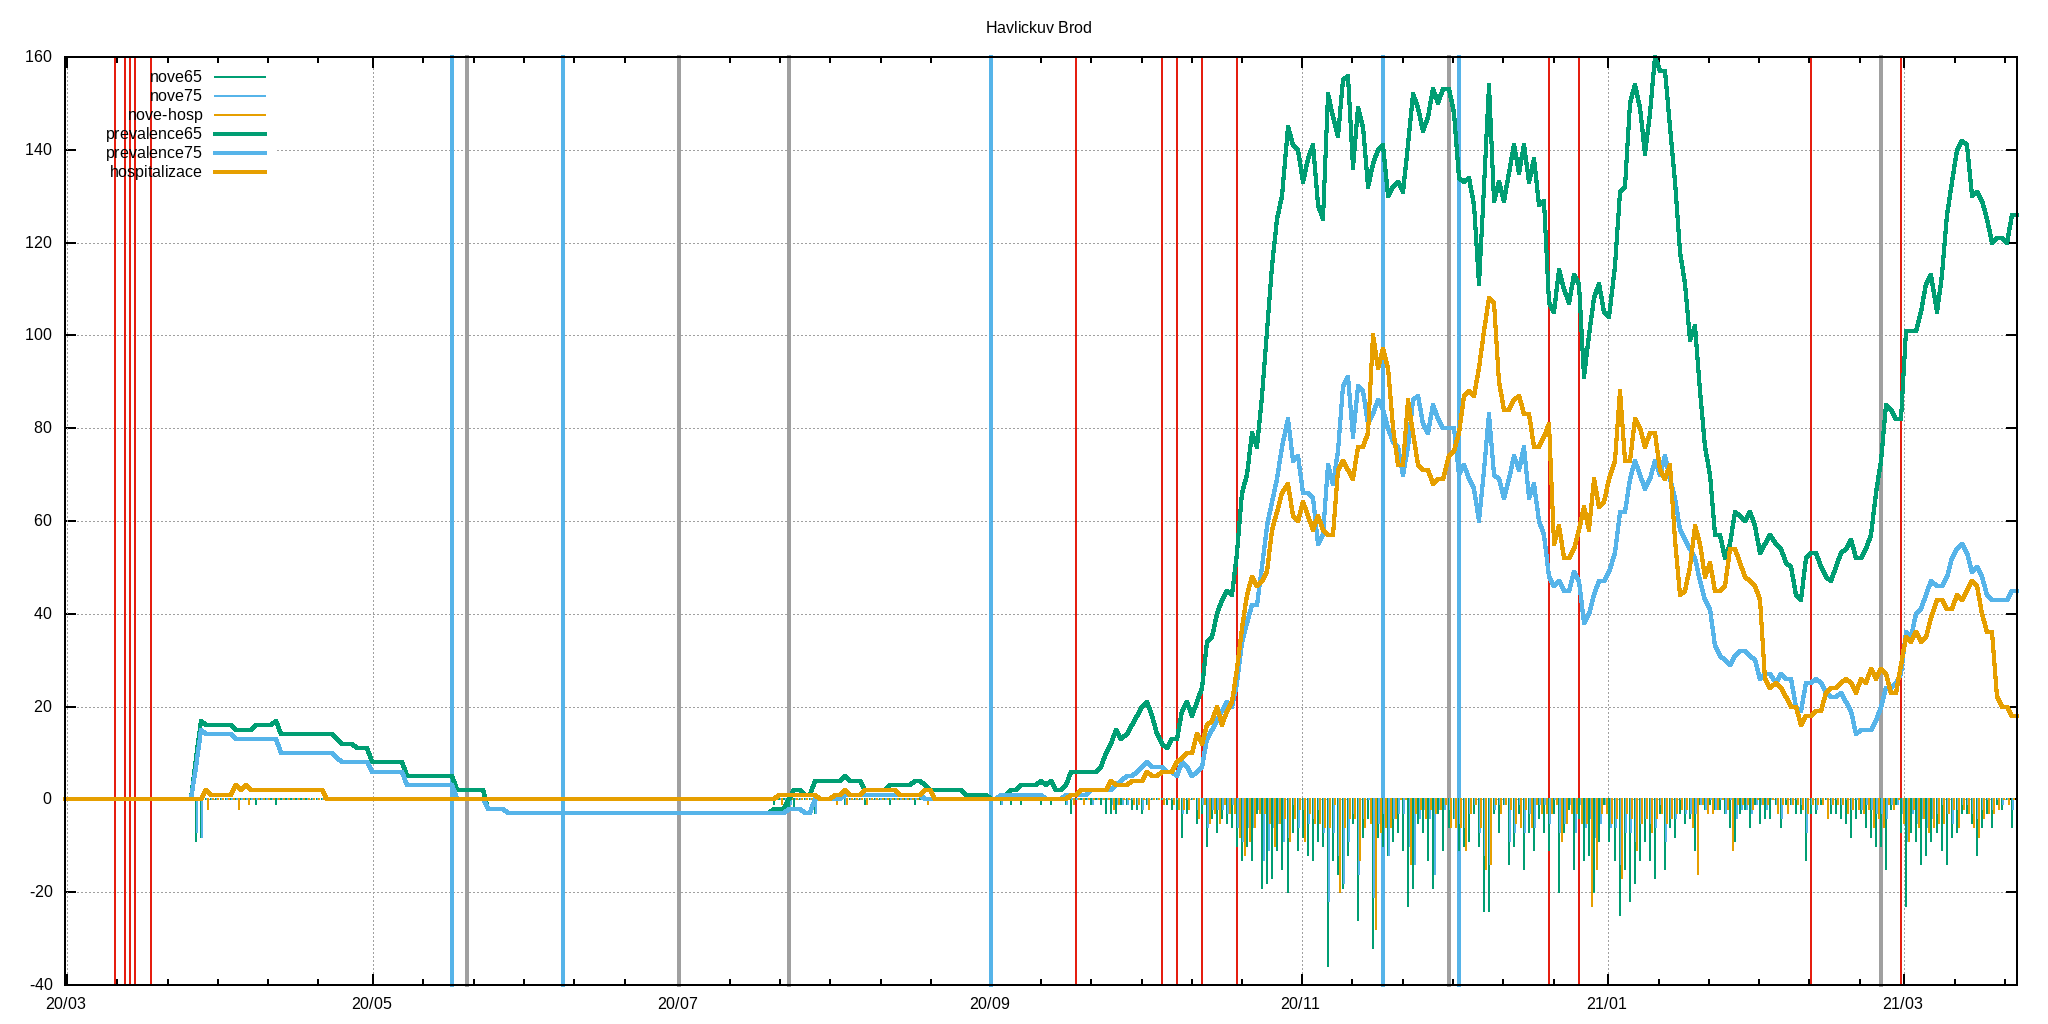 Havlickuv Brod
160
140
120
100
80
60
40
20
0
-20
-40
nove65
nove75
nove-hosp
prevalence65
prevalence75
hospitalizace
20/03 20/05 20/07 20/09 20/11 21/01 21/03